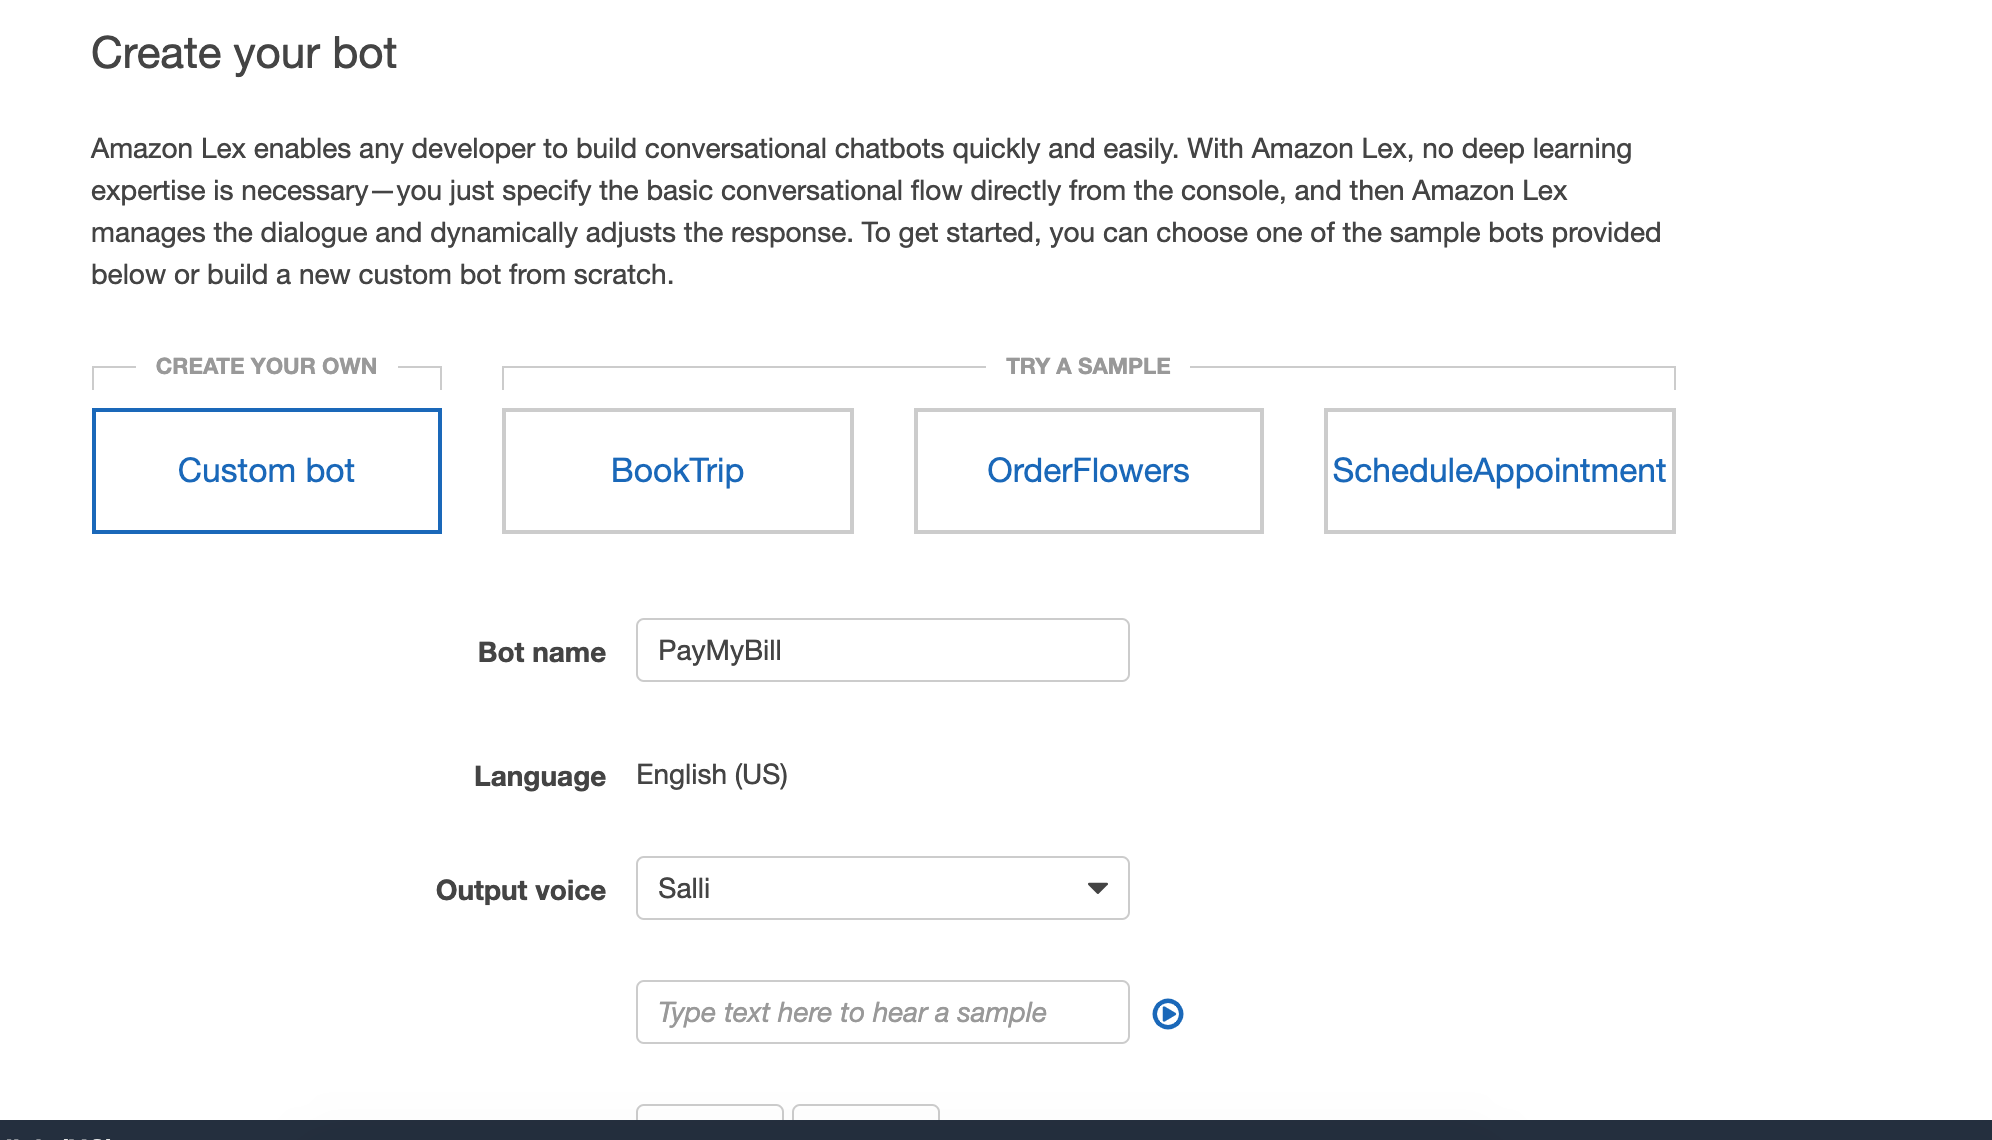 Create your bot
Amazon Lex enables any developer to build conversational chatbots quickly and easily. With Amazon Lex, no deep learning
expertise is necessary—you just specify the basic conversational flow directly from the console, and then Amazon Lex
manages the dialogue and dynamically adjusts the response. To get started, you can choose one of the sample bots provided
below or build a new custom bot from scratch.
CREATE YOUR OWN
TRY A SAMPLE
Custom bot
BookTrip
OrderFlowers
ScheduleAppointment
Bot name
PayMyBill
Language
English (US)
Output voice
Salli
Type text here to hear a sample